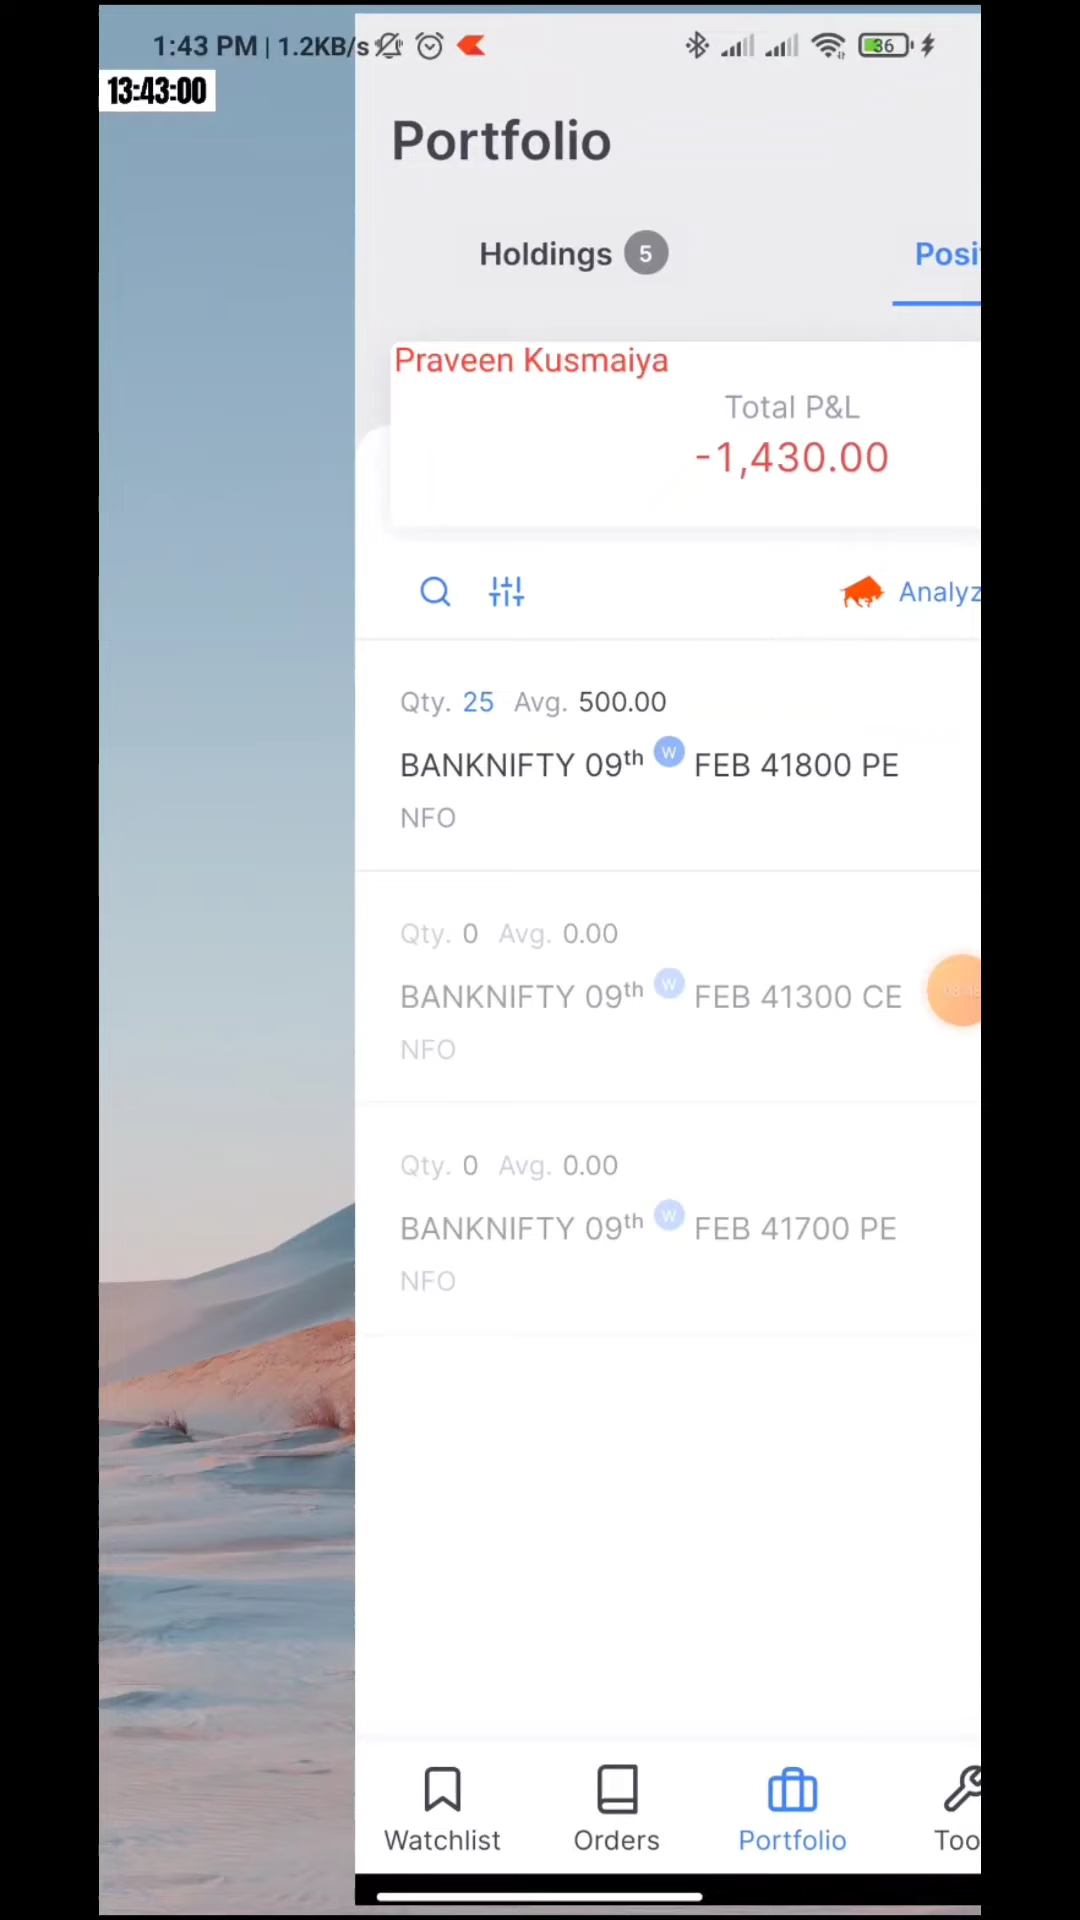 1:43 PM | 1.2KB/s 36
13:43:00
Portfolio
Holdings 5
Posi
Praveen Kusmaiya
Total P&L
-1,430.00
Analyz
Qty. 25 Avg. 500.00
BANKNIFTY 09th W FEB 41800 PE
NFO
Qty. 0 Avg. 0.00
BANKNIFTY 09th W FEB 41300 CE
NFO
Qty. 0 Avg. 0.00
BANKNIFTY 09th W FEB 41700 PE
NFO
Watchlist Orders Portfolio Too